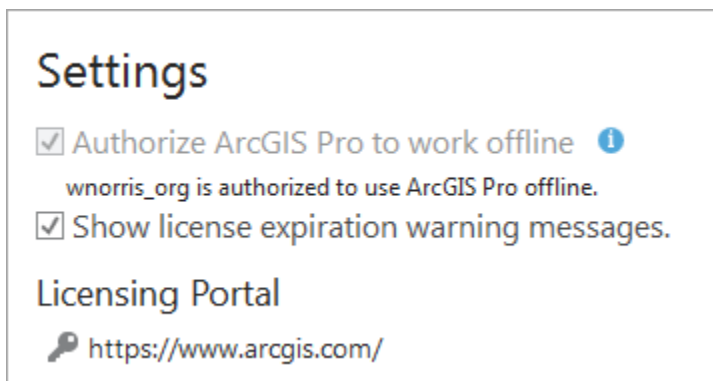 Settings
Authorize ArcGIS Pro to work offline
wnorris_org is authorized to use ArcGIS Pro offline.
Show license expiration warning messages.
Licensing Portal
https://www.arcgis.com/